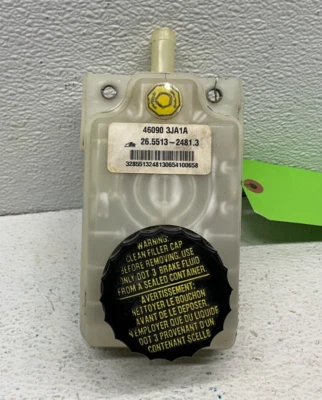 46090 3JA1A
26.5513-2481.3
32855132481130654100658
WARNING:
CLEAN FILLER CAP
BEFORE REMOVING. USE
ONLY DOT 3 BRAKE FLUID
FROM A SEALED CONTAINER.
AVERTISSEMENT:
NETTOYER LE BOUCHON
AVANT DE LE DEPOSER.
N'EMPLOYER QUE DU LIQUIDE
DOT 3 PROVENANT D'UN
CONTENANT SCELLE